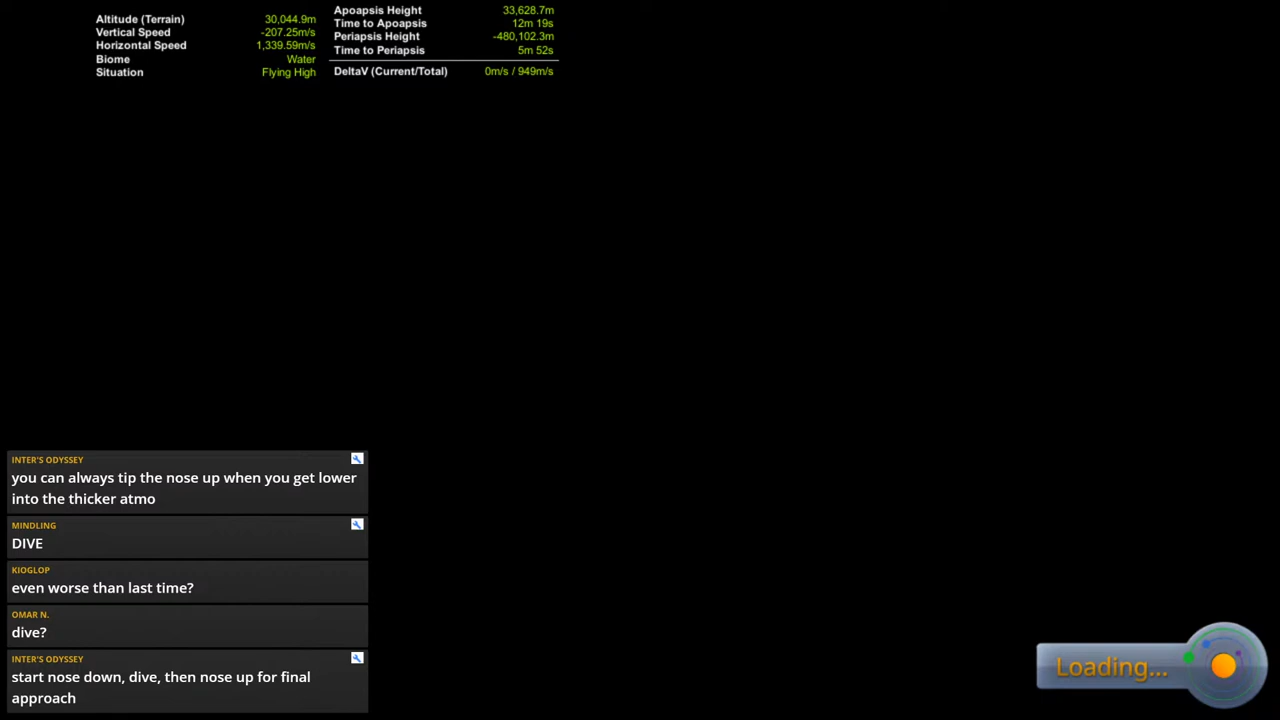 Altitude (Terrain) 30,044.9m
Vertical Speed -207.25m/s
Horizontal Speed 1,339.59m/s
Biome Water
Situation Flying High
Apoapsis Height 33,628.7m
Time to Apoapsis 12m 19s
Periapsis Height -480,102.3m
Time to Periapsis 5m 52s
DeltaV (Current/Total) 0m/s / 949m/s
INTER'S ODYSSEY
you can always tip the nose up when you get lower
into the thicker atmo
MINDLING
DIVE
KIOGLOP
even worse than last time?
OMAR N.
dive?
INTER'S ODYSSEY
start nose down, dive, then nose up for final
approach
Loading...